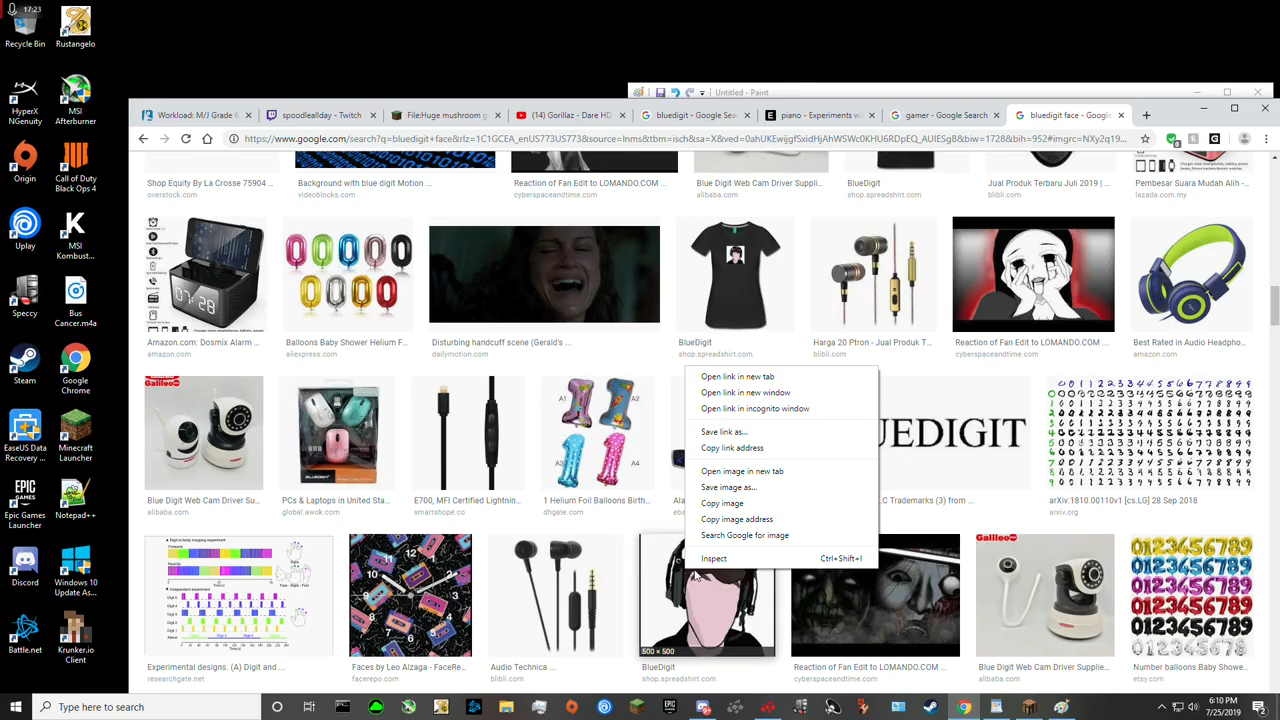 17:23
Recycle Bin
Rustangelo
HyperX NGenuity
MSI Afterburner
Origin
Call of Duty Black Ops 4
Uplay
MSI Kombust...
Speccy
Bus Cancer.m4a
Steam
Google Chrome
EaseUS Data Recovery ...
Minecraft Launcher
Epic Games Launcher
Notepad++
Discord
Windows 10 Update As...
Battle.net
Krunker.io Client
Untitled - Paint
Workload: M/J Grade 6
spoodleallday - Twitch
File:Huge mushroom g
(14) Gorillaz - Dare HD
bluedigit - Google Sear
piano - Experiments wi
gamer - Google Search
bluedigit face - Google
https://www.google.com/search?q=bluedigit+face&rlz=1C1GCEA_enUS773US773&source=lnms&tbm=isch&sa=X&ved=0ahUKEwjjgfSxidHjAhWSWc0KHU6RDpEQ_AUIESgB&biw=1728&bih=952#imgrc=NXy2q19...
Shop Equity By La Crosse 75904 ...
Background with blue digit Motion ...
Reaction of Fan Edit to LOMANDO.COM ...
Blue Digit Web Cam Driver Suppli...
BlueDigit
Jual Produk Terbaru Juli 2019 | ...
Pembesar Suara Mudah Alih -...
overstock.com
videoblocks.com
cyberspaceandtime.com
alibaba.com
shop.spreadshirt.com
blibli.com
lazada.com.my
07:28
Amazon.com: Dosmix Alarm ...
Balloons Baby Shower Helium F...
Disturbing handcuff scene (Gerald's ...
BlueDigit
Harga 20 Ptron - Jual Produk T...
Reaction of Fan Edit to LOMANDO.COM ...
Best Rated in Audio Headpho...
amazon.com
aliexpress.com
dailymotion.com
shop.spreadshirt.com
blibli.com
cyberspaceandtime.com
amazon.com
Open link in new tab
Open link in new window
Open link in incognito window
Save link as...
Copy link address
Open image in new tab
Save image as...
Copy image
Copy image address
Search Google for image
Inspect Ctrl+Shift+I
Galileo
BLUEDIGIT
A1 A2
A3 A4
UEDIGIT
Blue Digit Web Cam Driver Su...
PCs & Laptops in United Sta...
E700, MFI Certified Lightnin...
1 Helium Foil Balloons Birth...
C Trademarks (3) from ...
arXiv:1810.00110v1 [cs.LG] 28 Sep 2018
alibaba.com
global.awok.com
smartshope.co
dhgate.com
arxiv.org
Galileo
500 × 500
Experimental designs. (A) Digit and ...
Faces by Leo Alzaga - FaceRe...
Audio Technica ...
BlueDigit
Reaction of Fan Edit to LOMANDO.COM ...
Blue Digit Web Cam Driver Supplie...
Number balloons Baby Showe...
researchgate.net
facerepo.com
blibli.com
shop.spreadshirt.com
cyberspaceandtime.com
alibaba.com
etsy.com
Type here to search
6:10 PM
7/25/2019